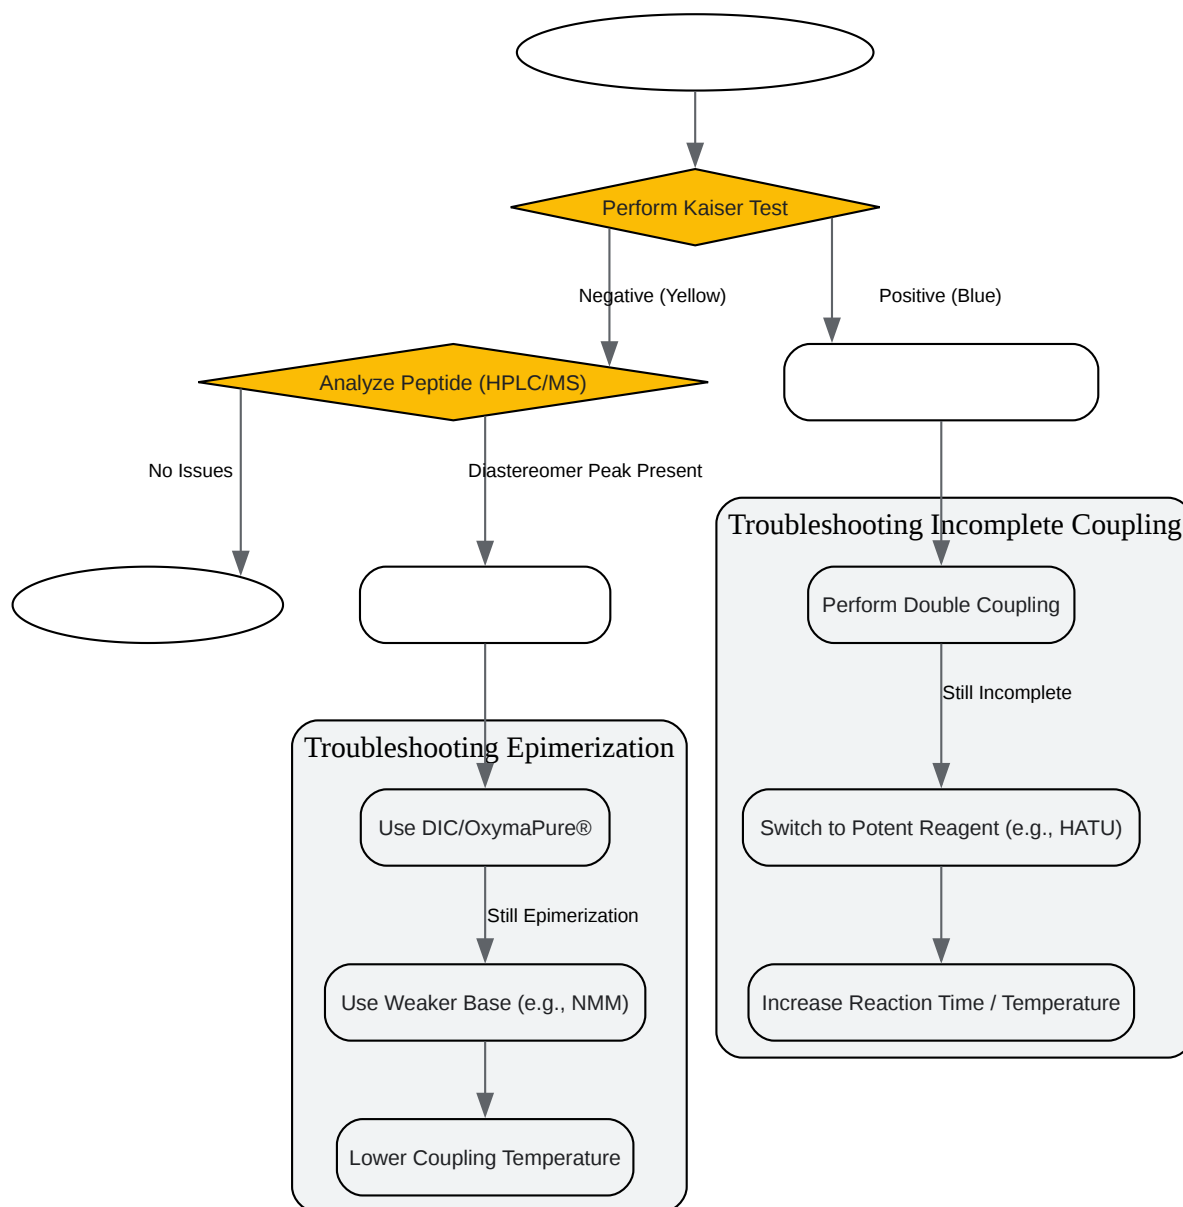 Perform Kaiser Test
Negative (Yellow)
Positive (Blue)
Analyze Peptide (HPLC/MS)
No Issues
Diastereomer Peak Present
Troubleshooting Incomplete Coupling
Perform Double Coupling
Still Incomplete
Troubleshooting Epimerization
Use DIC/OxymaPure®
Switch to Potent Reagent (e.g., HATU)
Still Epimerization
Use Weaker Base (e.g., NMM)
Increase Reaction Time / Temperature
Lower Coupling Temperature